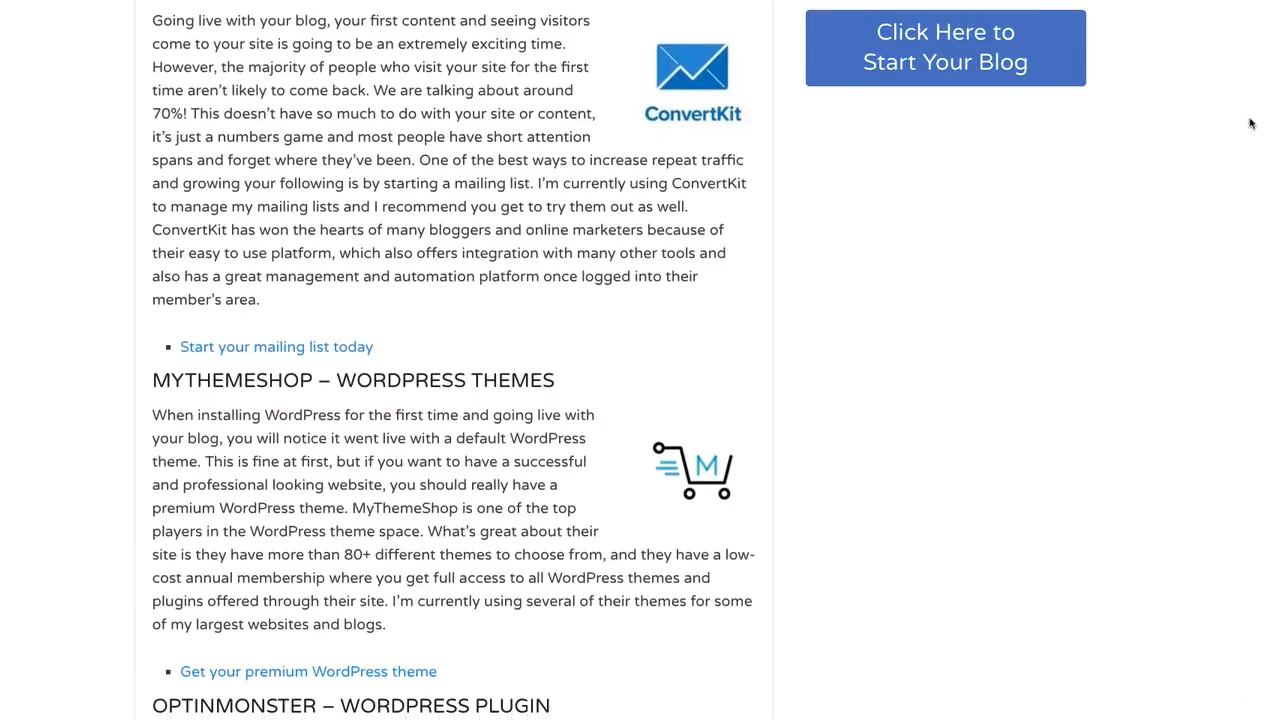 Going live with your blog, your first content and seeing visitors
come to your site is going to be an extremely exciting time.
However, the majority of people who visit your site for the first
time aren’t likely to come back. We are talking about around
70%! This doesn’t have so much to do with your site or content,
it’s just a numbers game and most people have short attention
spans and forget where they’ve been. One of the best ways to increase repeat traffic
and growing your following is by starting a mailing list. I’m currently using ConvertKit
to manage my mailing lists and I recommend you get to try them out as well.
ConvertKit has won the hearts of many bloggers and online marketers because of
their easy to use platform, which also offers integration with many other tools and
also has a great management and automation platform once logged into their
member’s area.
ConvertKit
Start your mailing list today
MYTHEMESHOP – WORDPRESS THEMES
When installing WordPress for the first time and going live with
your blog, you will notice it went live with a default WordPress
theme. This is fine at first, but if you want to have a successful
and professional looking website, you should really have a
premium WordPress theme. MyThemeShop is one of the top
players in the WordPress theme space. What’s great about their
site is they have more than 80+ different themes to choose from, and they have a low-
cost annual membership where you get full access to all WordPress themes and
plugins offered through their site. I’m currently using several of their themes for some
of my largest websites and blogs.
M
Get your premium WordPress theme
OPTINMONSTER – WORDPRESS PLUGIN
Click Here to
Start Your Blog